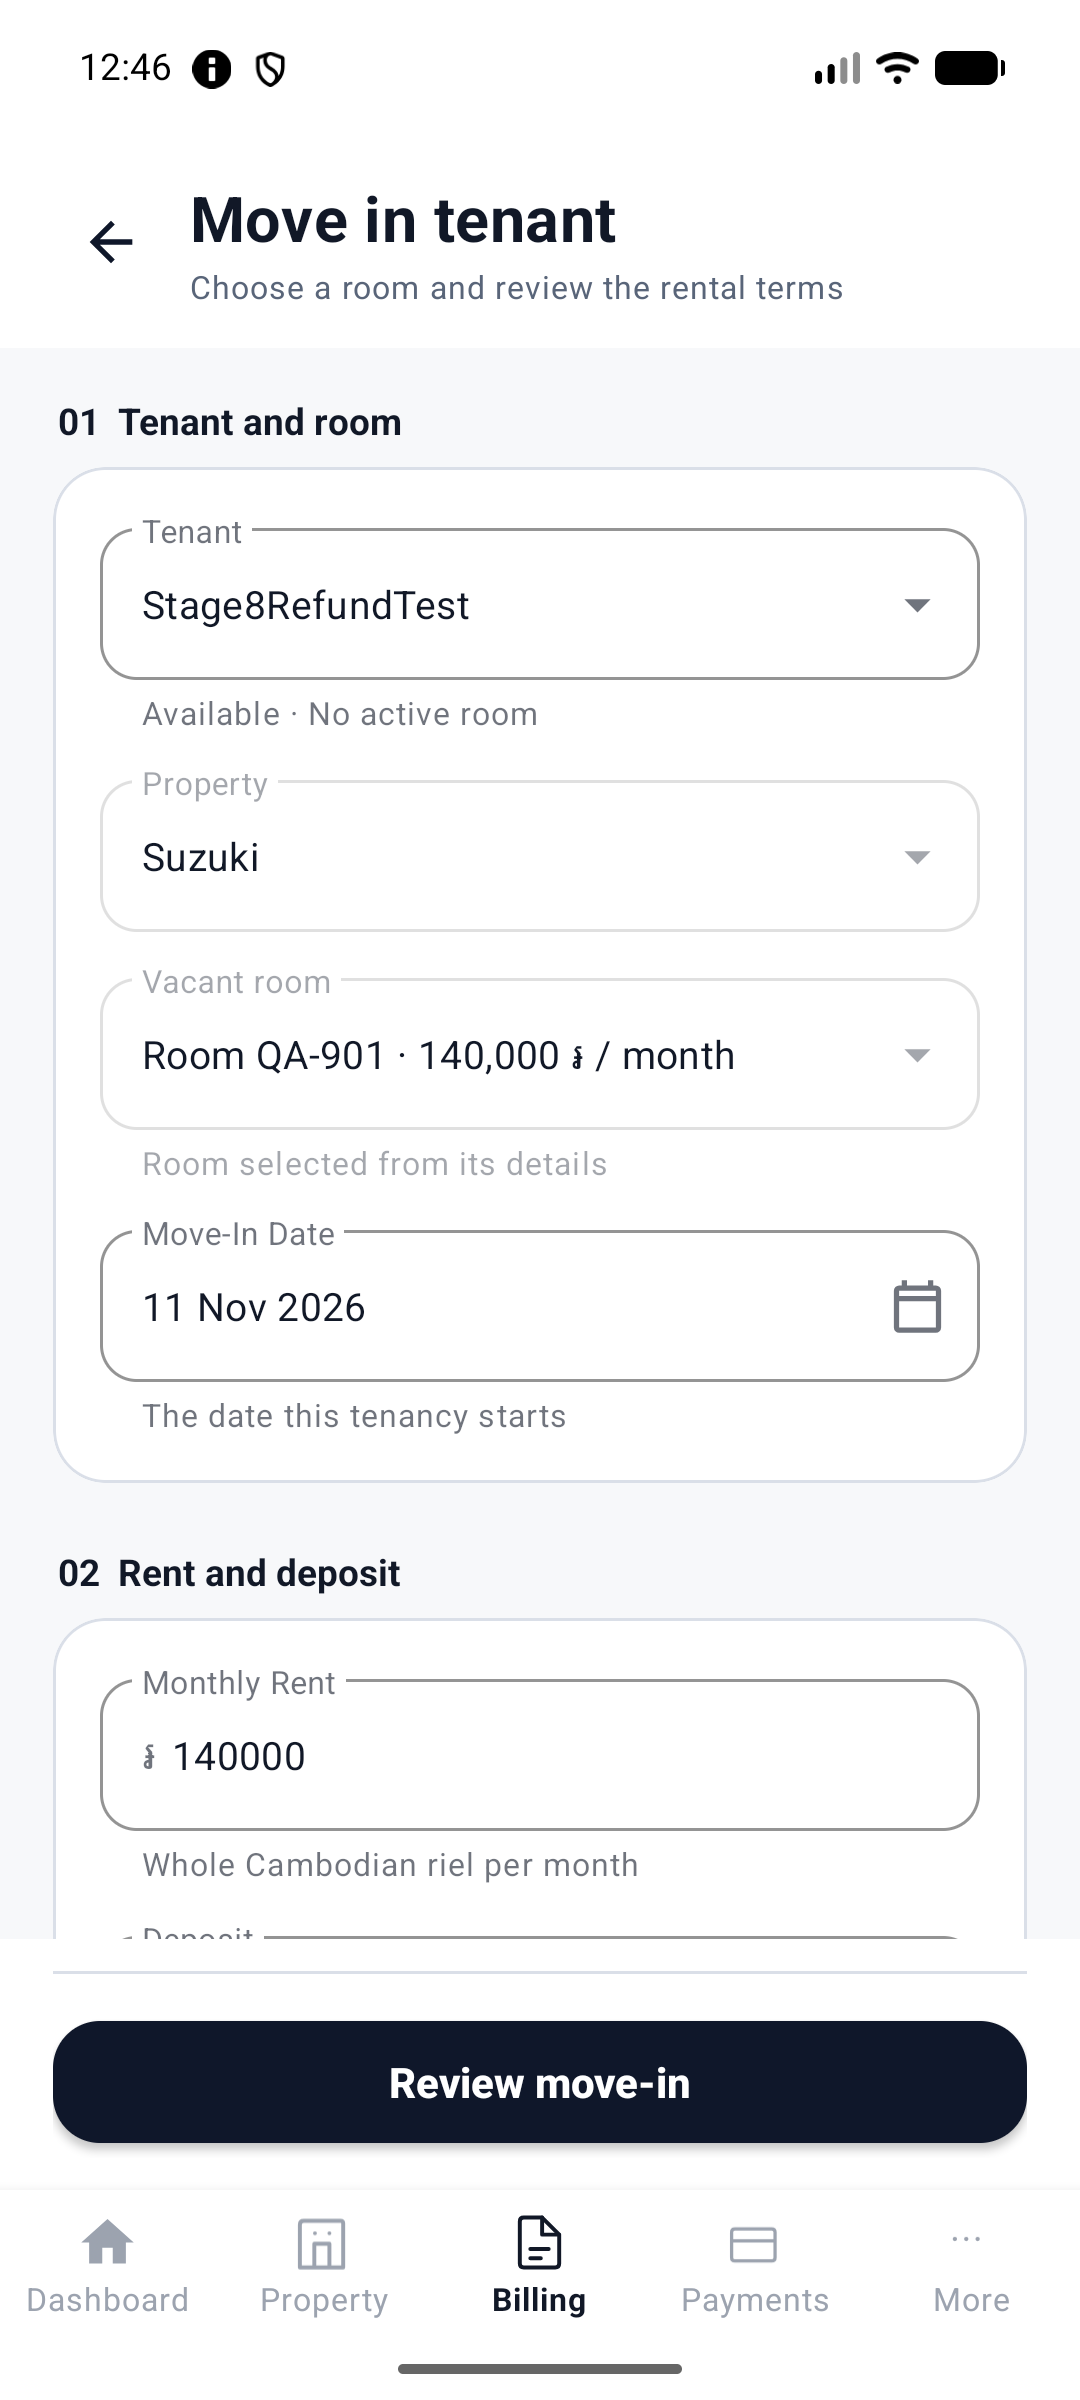 12:46
Move in tenant
Choose a room and review the rental terms
01 Tenant and room
Tenant
Stage8RefundTest
Available · No active room
Property
Suzuki
Vacant room
Room QA-901 · 140,000 ៛ / month
Room selected from its details
Move-In Date
11 Nov 2026
The date this tenancy starts
02 Rent and deposit
Monthly Rent
៛ 140000
Whole Cambodian riel per month
Deposit
Review move-in
Dashboard
Property
Billing
Payments
More